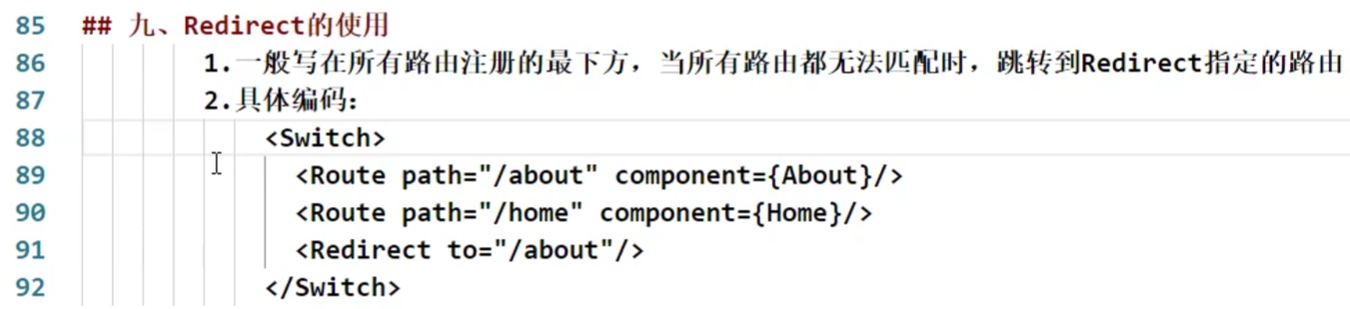 85 ## 九、Redirect的使用
86 1.一般写在所有路由注册的最下方，当所有路由都无法匹配时，跳转到Redirect指定的路由
87 2.具体编码：
88 <Switch>
89 <Route path="/about" component={About}/>
90 <Route path="/home" component={Home}/>
91 <Redirect to="/about"/>
92 </Switch>